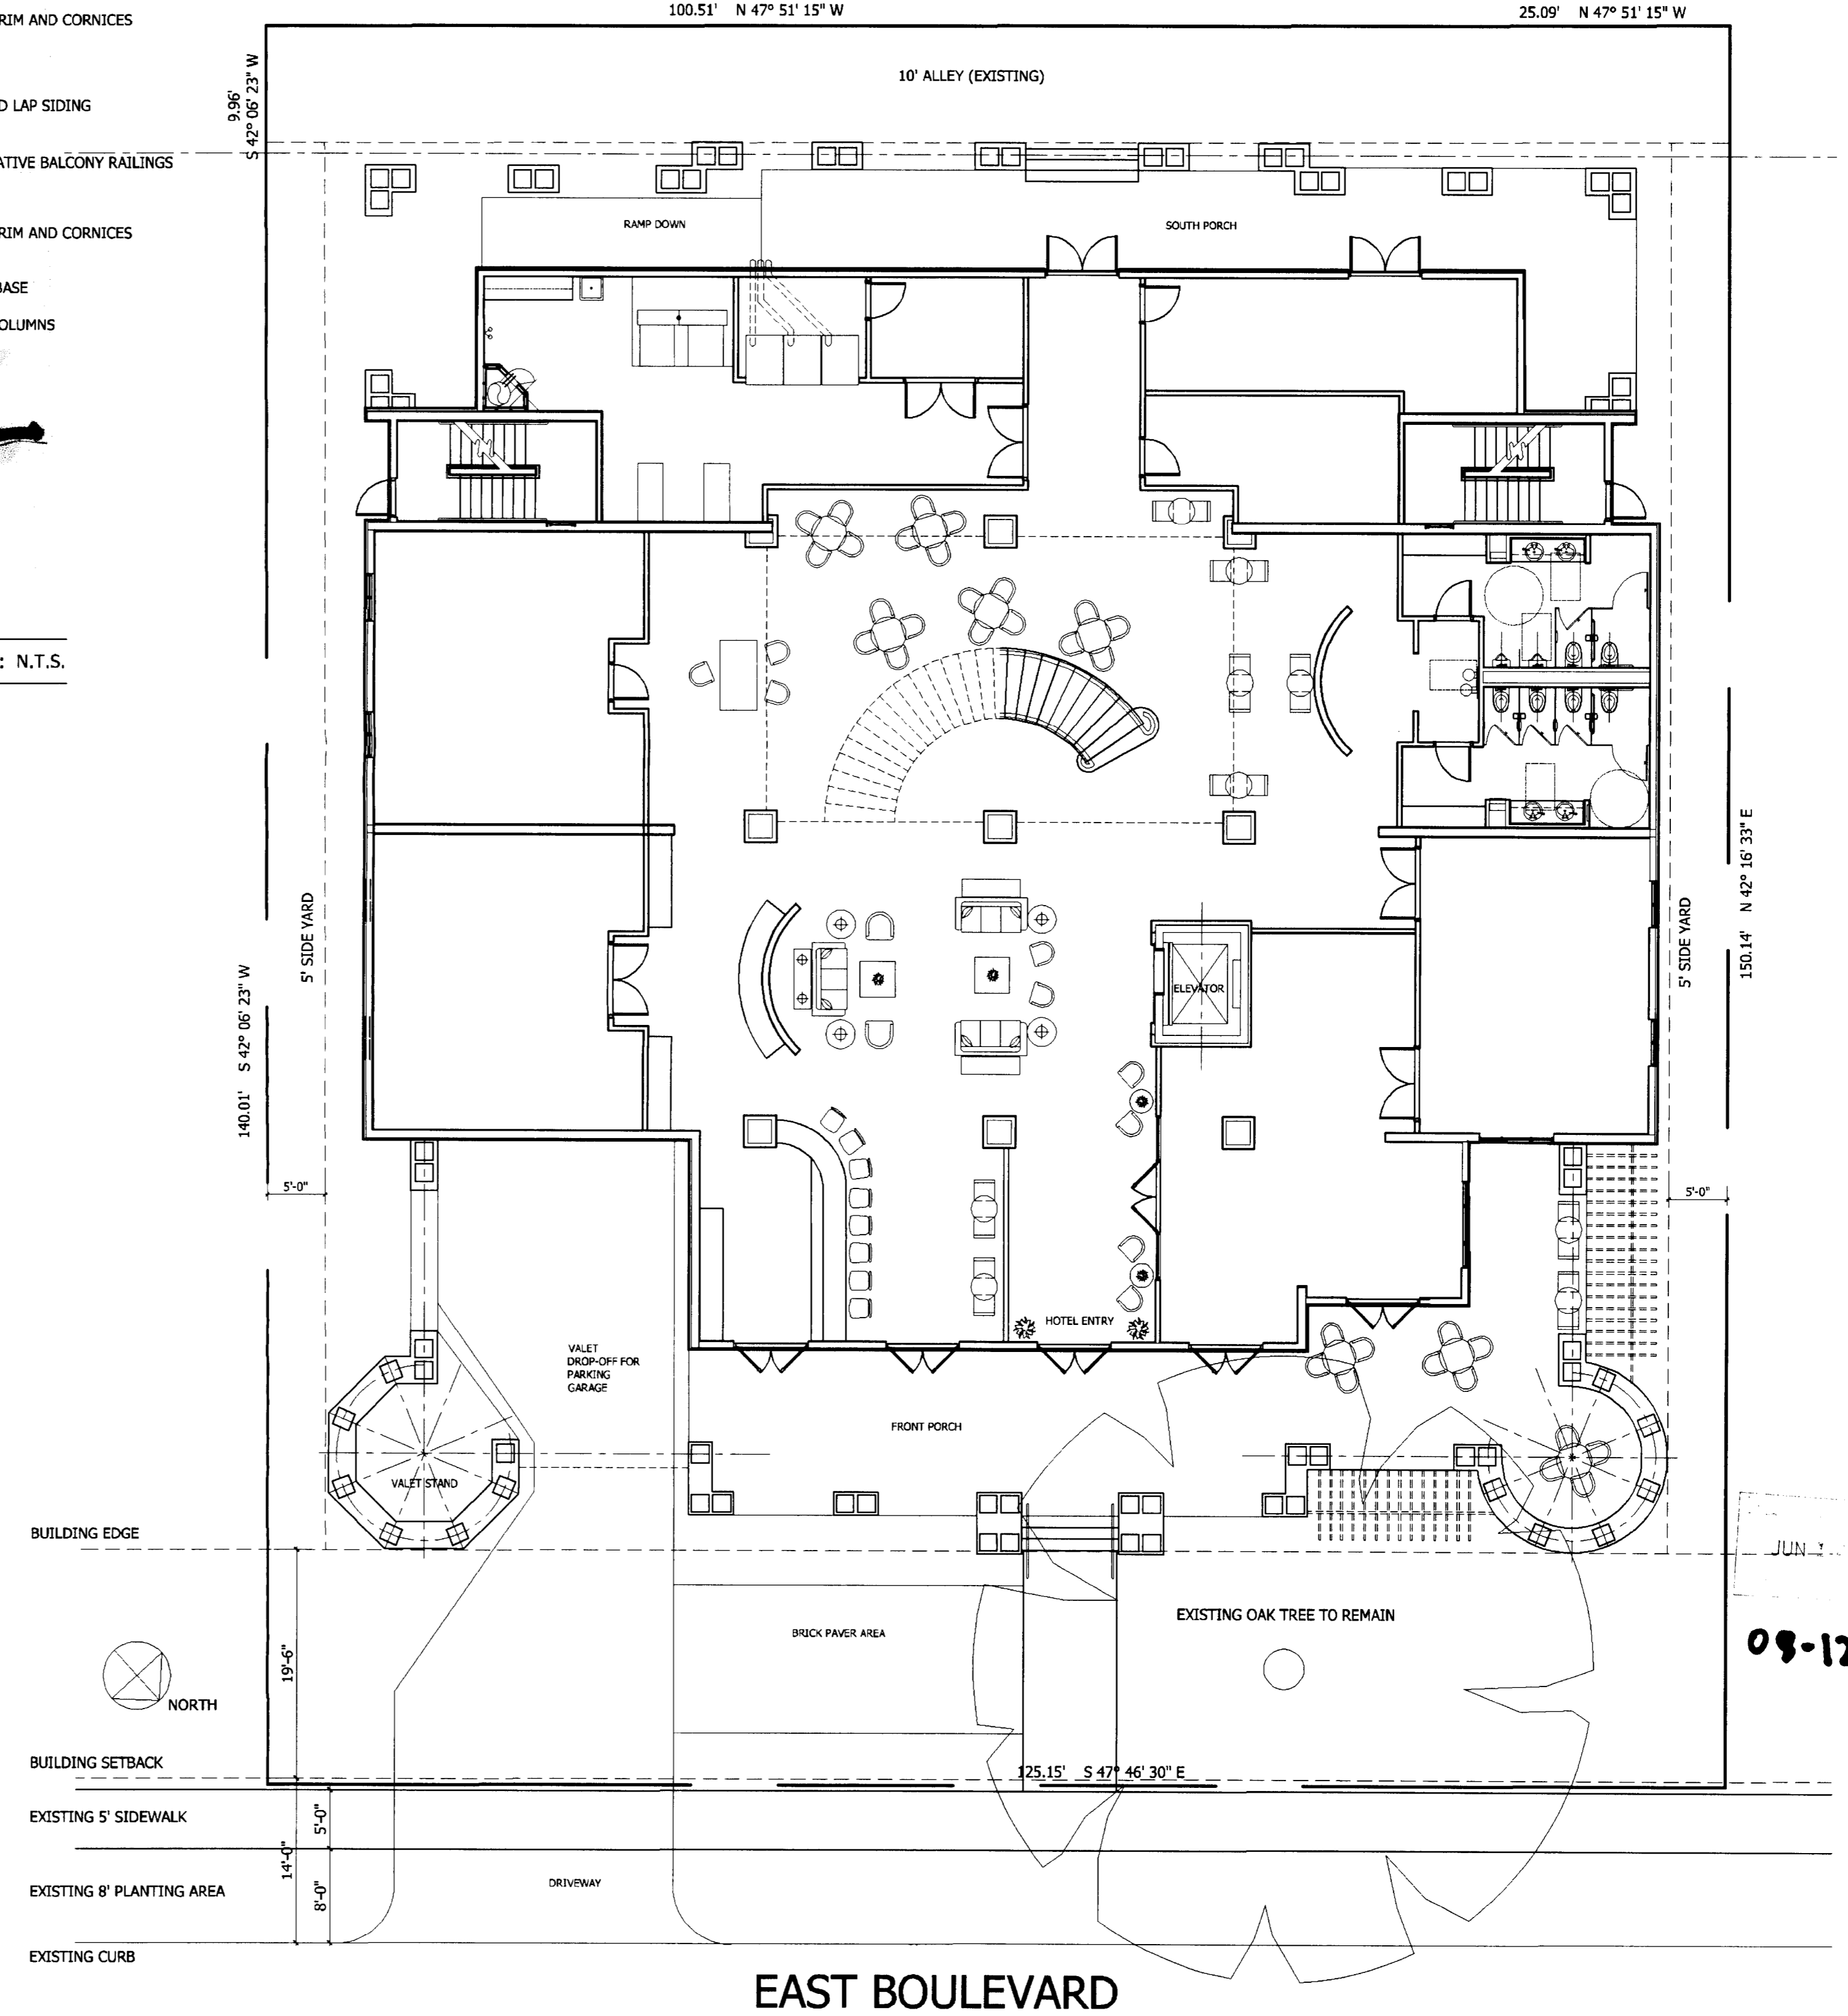 100.51' N 47° 51' 15" W
25.09' N 47° 51' 15" W
RIM AND CORNICES
9.96'
S 42° 06' 23" W
10' ALLEY (EXISTING)
D LAP SIDING
ATIVE BALCONY RAILINGS
RIM AND CORNICES
BASE
OLUMNS
RAMP DOWN
SOUTH PORCH
: N.T.S.
5' SIDE YARD
140.01' S 42° 06' 23" W
ELEVATOR
5' SIDE YARD
150.14' N 42° 16' 33" E
5'-0"
5'-0"
HOTEL ENTRY
VALET
DROP-OFF FOR
PARKING
GARAGE
FRONT PORCH
VALET STAND
BUILDING EDGE
JUN
EXISTING OAK TREE TO REMAIN
BRICK PAVER AREA
19'-6"
NORTH
BUILDING SETBACK
125.15' S 47° 46' 30" E
EXISTING 5' SIDEWALK
5'-0"
14'-0"
EXISTING 8' PLANTING AREA
8'-0"
DRIVEWAY
EXISTING CURB
EAST BOULEVARD